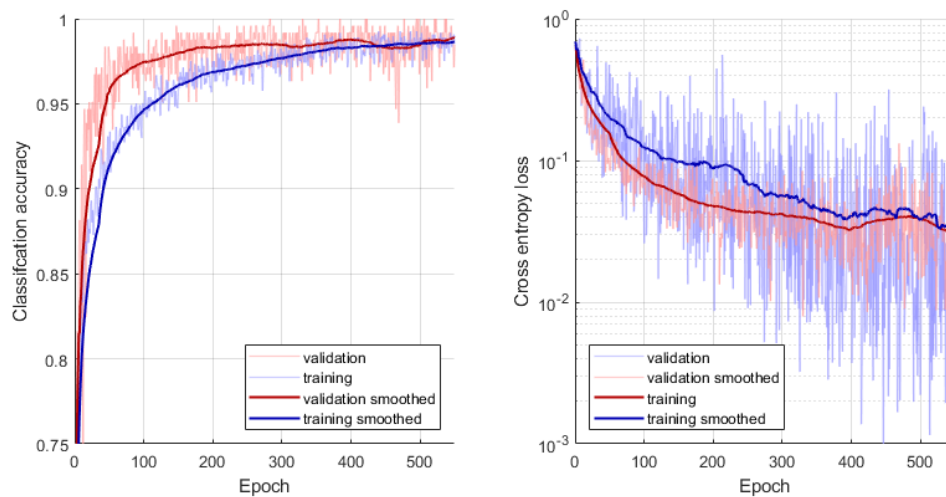 1
0.95
0.9
0.85
0.8
0.75
Classifcation accuracy
0 100 200 300 400 500
Epoch
validation
training
validation smoothed
training smoothed
10^0
10^-1
10^-2
10^-3
Cross entropy loss
0 100 200 300 400 500
Epoch
validation
validation smoothed
training
training smoothed